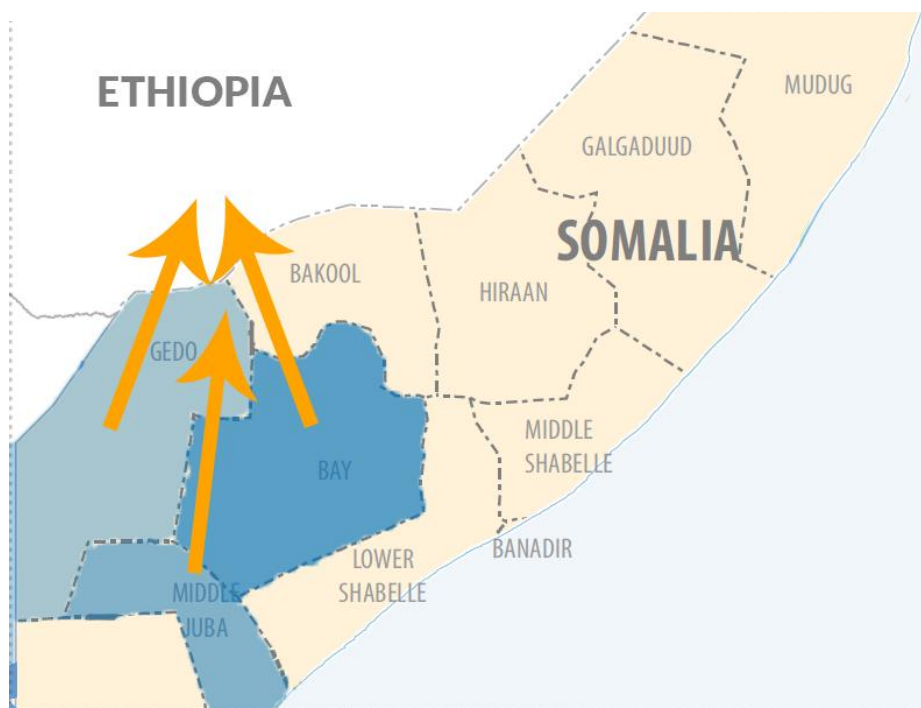 ETHIOPIA
MUDUG
GALGADUUD
SOMALIA
BAKOOL
HIRAAN
GEDO
MIDDLE
SHABELLE
BAY
BANADIR
LOWER
SHABELLE
MIDDLE
JUBA